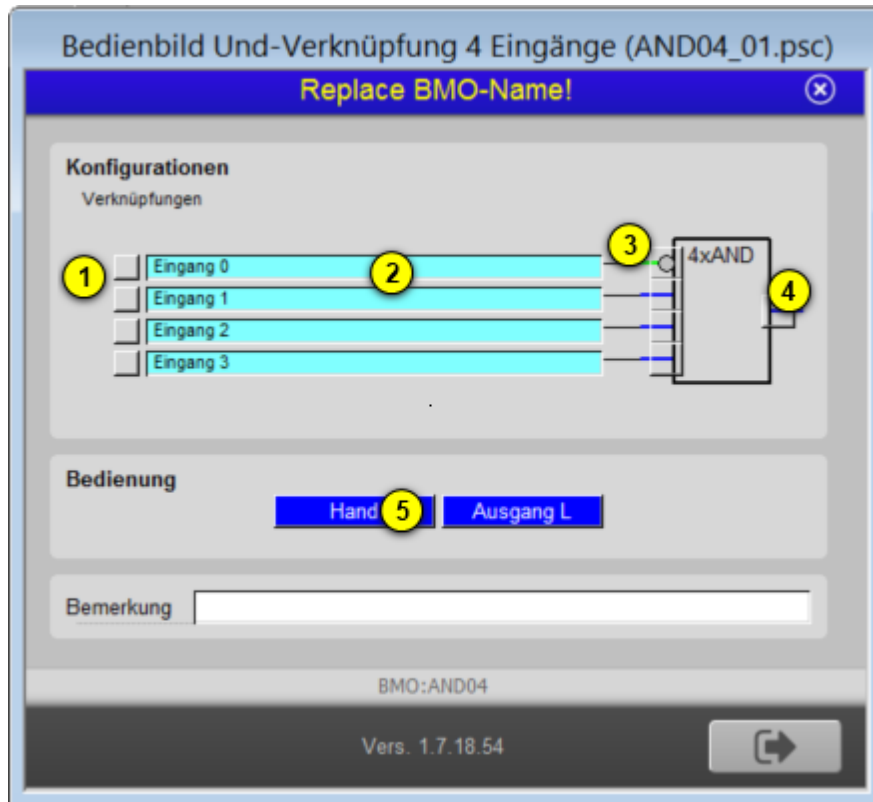 Bedienbild Und-Verknüpfung 4 Eingänge (AND04_01.psc)
Replace BMO-Name!
Konfigurationen
Verknüpfungen
1
Eingang 0
2
3
4xAND
4
Eingang 1
Eingang 2
Eingang 3
Bedienung
Hand
5
Ausgang L
Bemerkung
BMO:AND04
Vers. 1.7.18.54